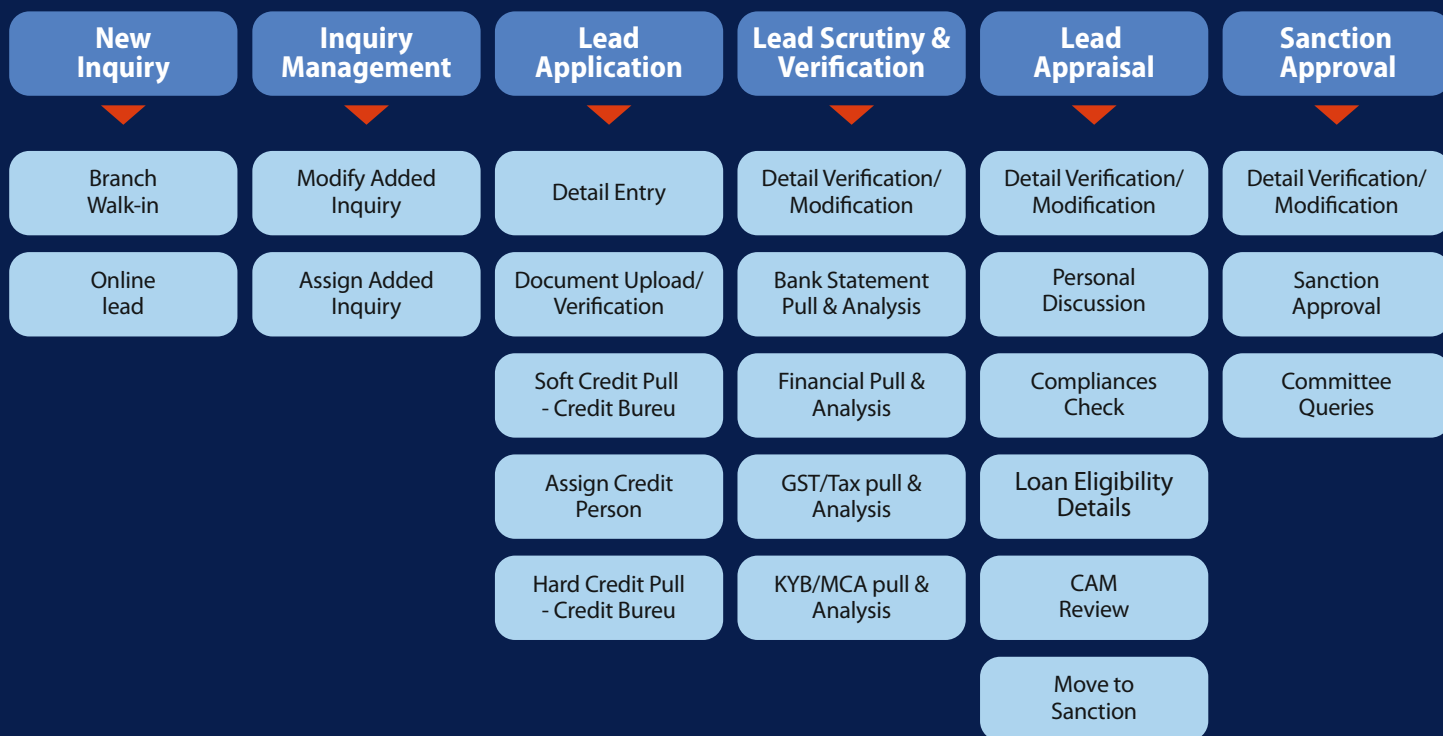 New
Inquiry
Inquiry
Management
Lead
Application
Lead Scrutiny &
Verification
Lead
Appraisal
Sanction
Approval
Branch
Walk-in
Online
lead
Modify Added
Inquiry
Assign Added
Inquiry
Detail Entry
Document Upload/
Verification
Soft Credit Pull
- Credit Bureu
Assign Credit
Person
Hard Credit Pull
- Credit Bureu
Detail Verification/
Modification
Bank Statement
Pull & Analysis
Financial Pull &
Analysis
GST/Tax pull &
Analysis
KYB/MCA pull &
Analysis
Detail Verification/
Modification
Personal
Discussion
Compliances
Check
Loan Eligibility
Details
CAM
Review
Move to
Sanction
Detail Verification/
Modification
Sanction
Approval
Committee
Queries